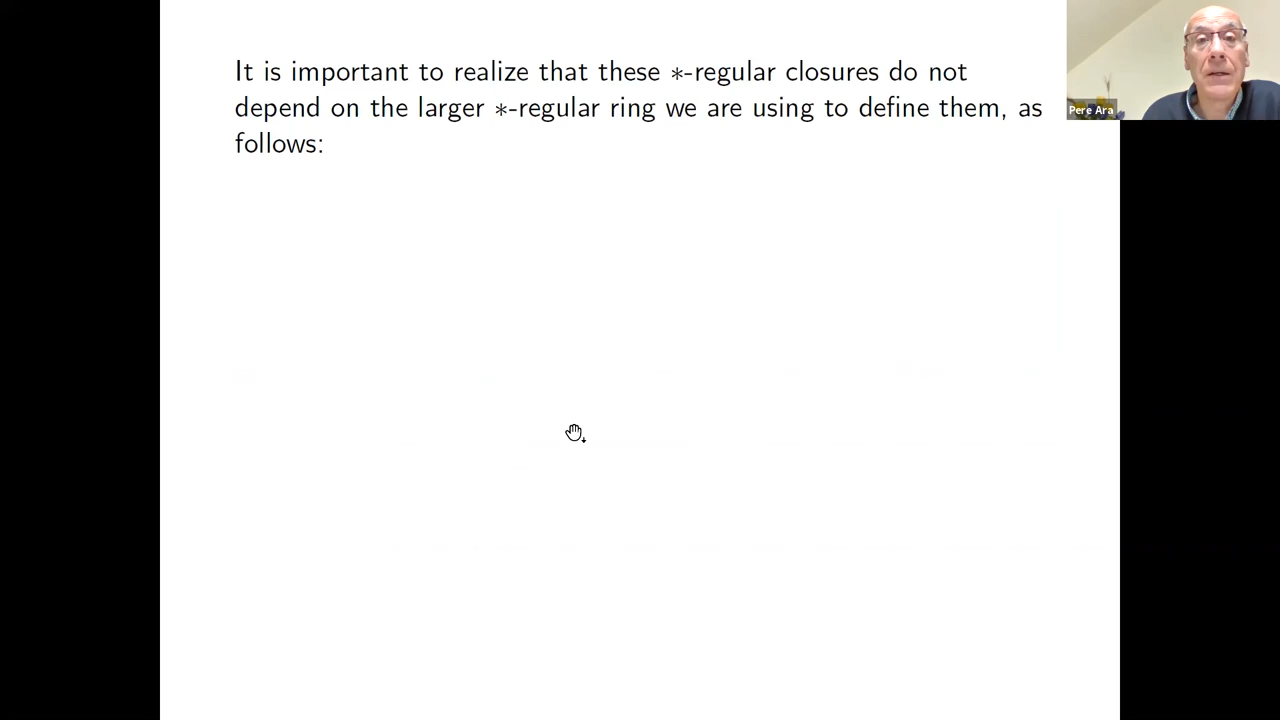 It is important to realize that these ∗-regular closures do not
depend on the larger ∗-regular ring we are using to define them, as
follows:
Pere Ara